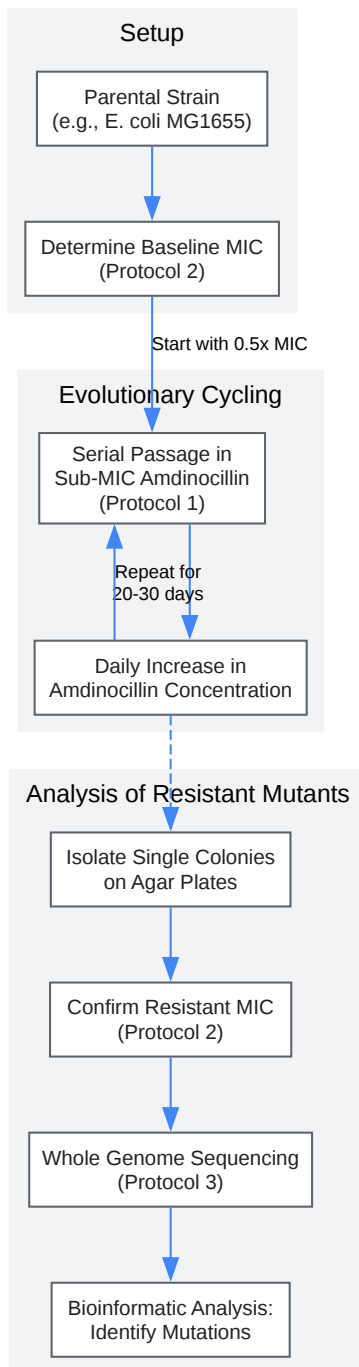 Setup
Parental Strain
(e.g., E. coli MG1655)
Determine Baseline MIC
(Protocol 2)
Start with 0.5x MIC
Evolutionary Cycling
Serial Passage in
Sub-MIC Amdinocillin
(Protocol 1)
Repeat for
20-30 days
Daily Increase in
Amdinocillin Concentration
Analysis of Resistant Mutants
Isolate Single Colonies
on Agar Plates
Confirm Resistant MIC
(Protocol 2)
Whole Genome Sequencing
(Protocol 3)
Bioinformatic Analysis:
Identify Mutations